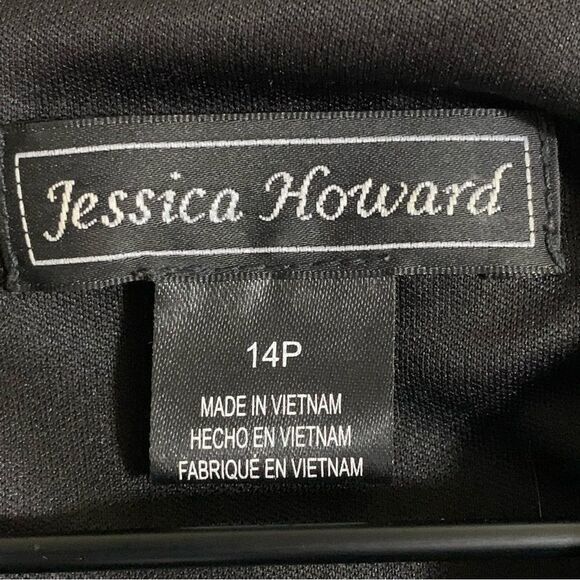 Jessica Howard
14P
MADE IN VIETNAM
HECHO EN VIETNAM
FABRIQUÉ EN VIETNAM